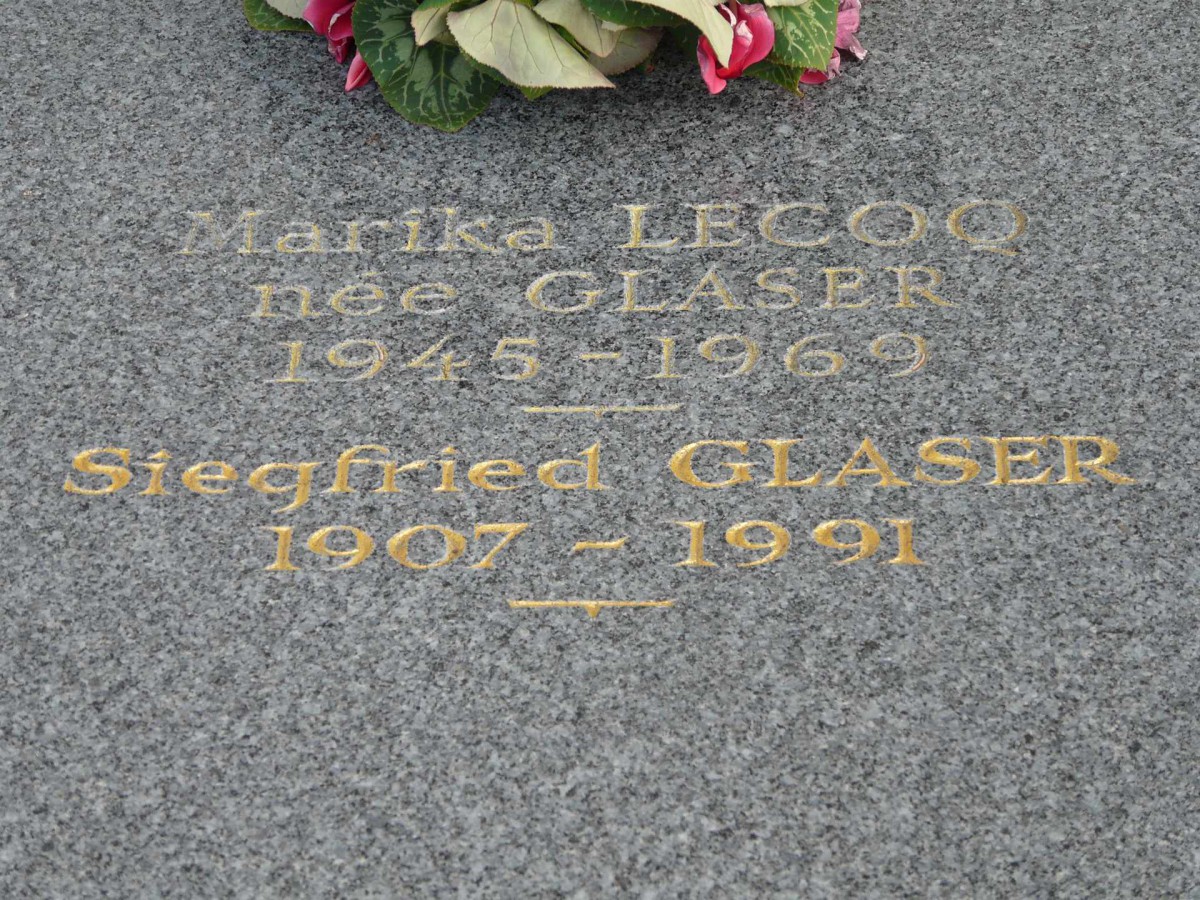 Marika LECOQ
née GLASER
1945 - 1969
Siegfried GLASER
1907 - 1991